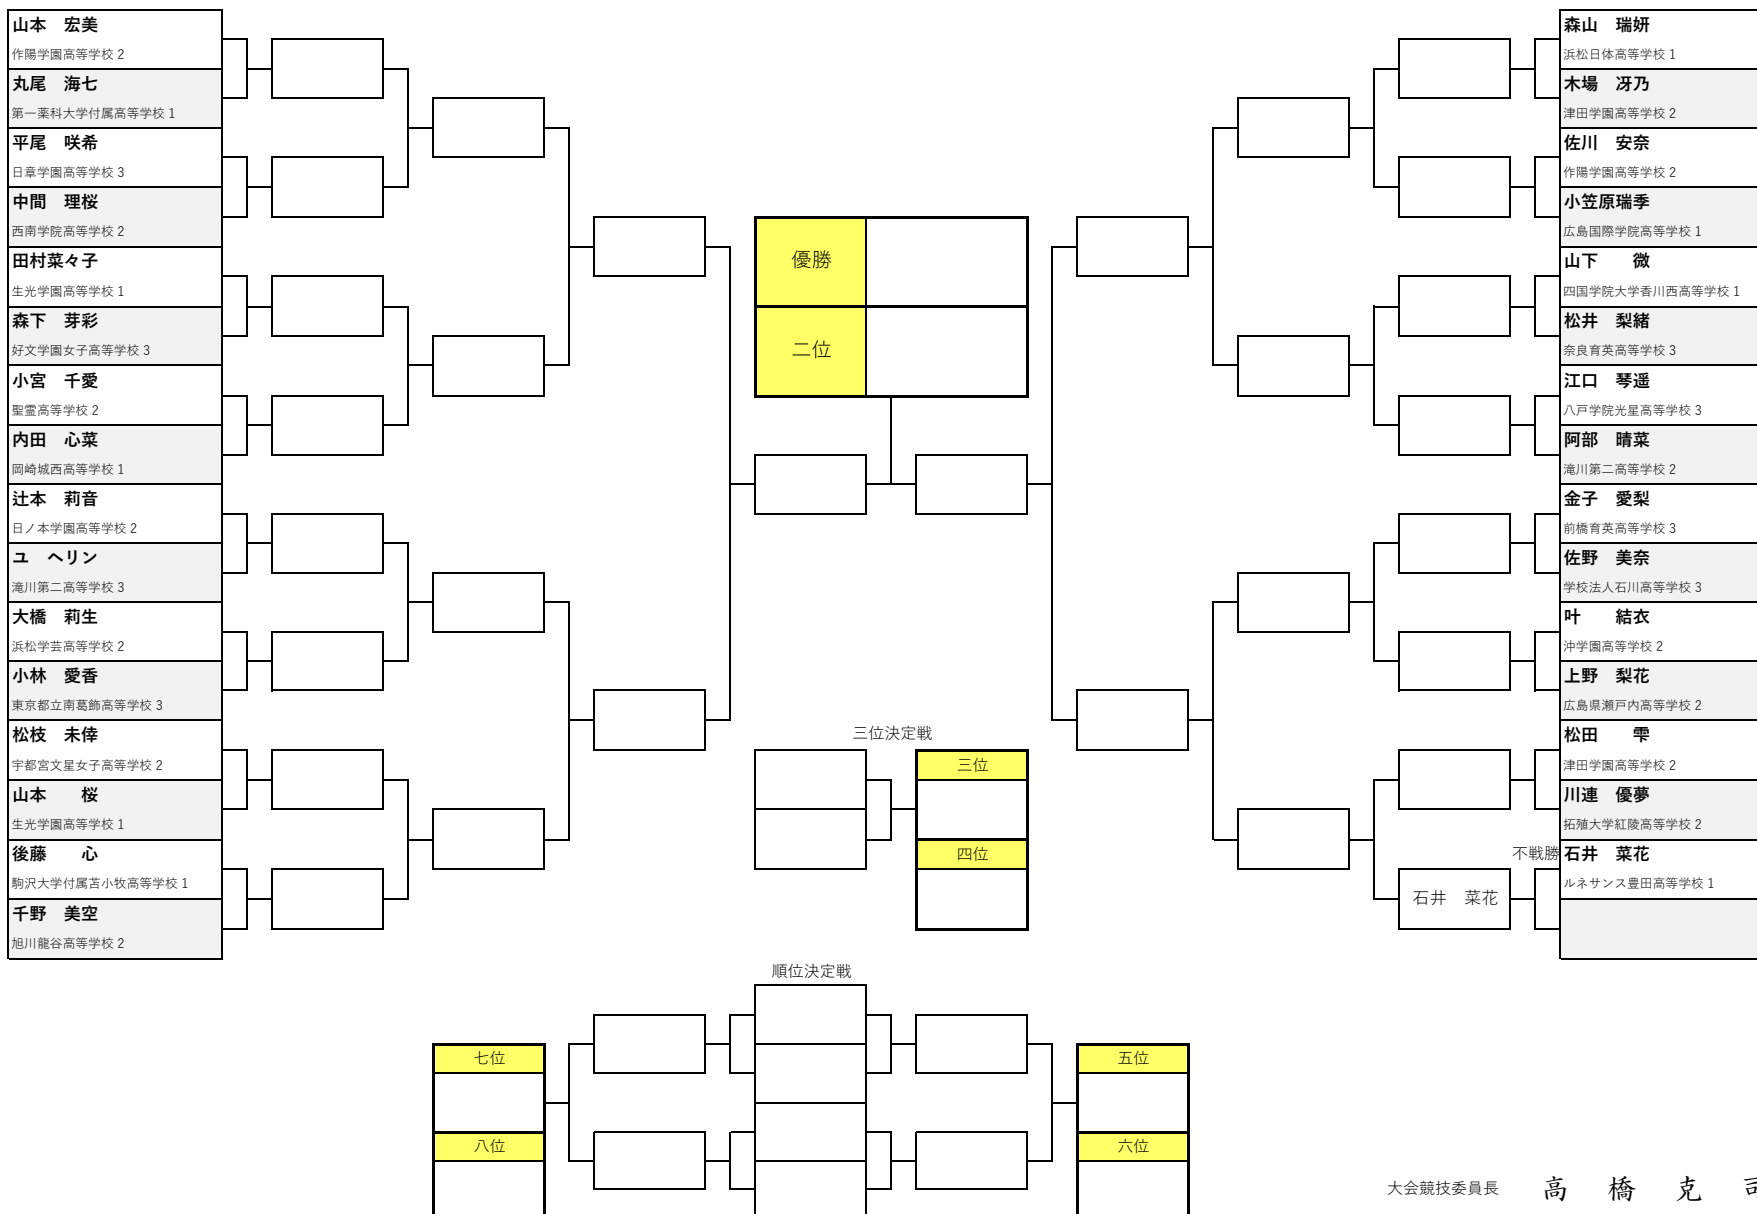 山本　宏美
作陽学園高等学校 2
丸尾　海七
第一薬科大学付属高等学校 1
平尾　咲希
日章学園高等学校 3
中間　理桜
西南学院高等学校 2
田村菜々子
生光学園高等学校 1
森下　芽彩
好文学園女子高等学校 3
小宮　千愛
聖霊高等学校 2
内田　心菜
岡崎城西高等学校 1
辻本　莉音
日ノ本学園高等学校 2
ユ　ヘリン
滝川第二高等学校 3
大橋　莉生
浜松学芸高等学校 2
小林　愛香
東京都立南葛飾高等学校 3
松枝　未倖
宇都宮文星女子高等学校 2
山本　　桜
生光学園高等学校 1
後藤　　心
駒沢大学付属苫小牧高等学校 1
千野　美空
旭川龍谷高等学校 2
優勝
二位
三位決定戦
三位
四位
順位決定戦
七位
八位
五位
六位
森山　瑞妍
浜松日体高等学校 1
木場　冴乃
津田学園高等学校 2
佐川　安奈
作陽学園高等学校 2
小笠原瑞季
広島国際学院高等学校 1
山下　　微
四国学院大学香川西高等学校 1
松井　梨緒
奈良育英高等学校 3
江口　琴遥
八戸学院光星高等学校 3
阿部　晴菜
滝川第二高等学校 2
金子　愛梨
前橋育英高等学校 3
佐野　美奈
学校法人石川高等学校 3
叶　　結衣
沖学園高等学校 2
上野　梨花
広島県瀬戸内高等学校 2
松田　　雫
津田学園高等学校 2
川連　優夢
拓殖大学紅陵高等学校 2
不戦勝
石井　菜花
ルネサンス豊田高等学校 1
石井　菜花
大会競技委員長　高　橋　克　司